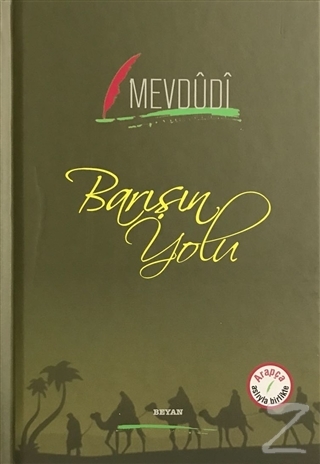 MEVDÛDÎ
Barışın
Yolu
Arapça
aslıyla birlikte
BEYAN
Z